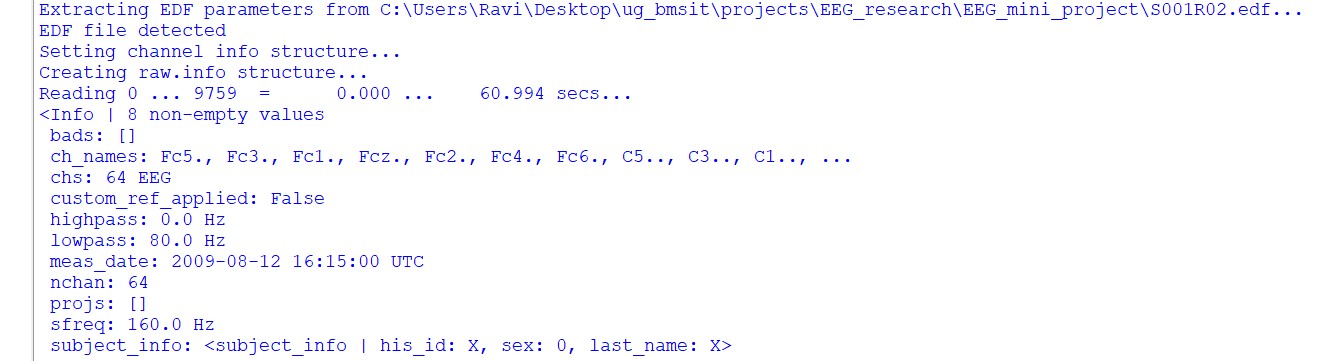 Extracting EDF parameters from C:\Users\Ravi\Desktop\ug_bmsit\projects\EEG_research\EEG_mini_project\S001R02.edf...
EDF file detected
Setting channel info structure...
Creating raw.info structure...
Reading 0 ... 9759  =      0.000 ...    60.994 secs...
<Info | 8 non-empty values
 bads: []
 ch_names: Fc5., Fc3., Fc1., Fcz., Fc2., Fc4., Fc6., C5.., C3.., C1.., ...
 chs: 64 EEG
 custom_ref_applied: False
 highpass: 0.0 Hz
 lowpass: 80.0 Hz
 meas_date: 2009-08-12 16:15:00 UTC
 nchan: 64
 projs: []
 sfreq: 160.0 Hz
 subject_info: <subject_info | his_id: X, sex: 0, last_name: X>